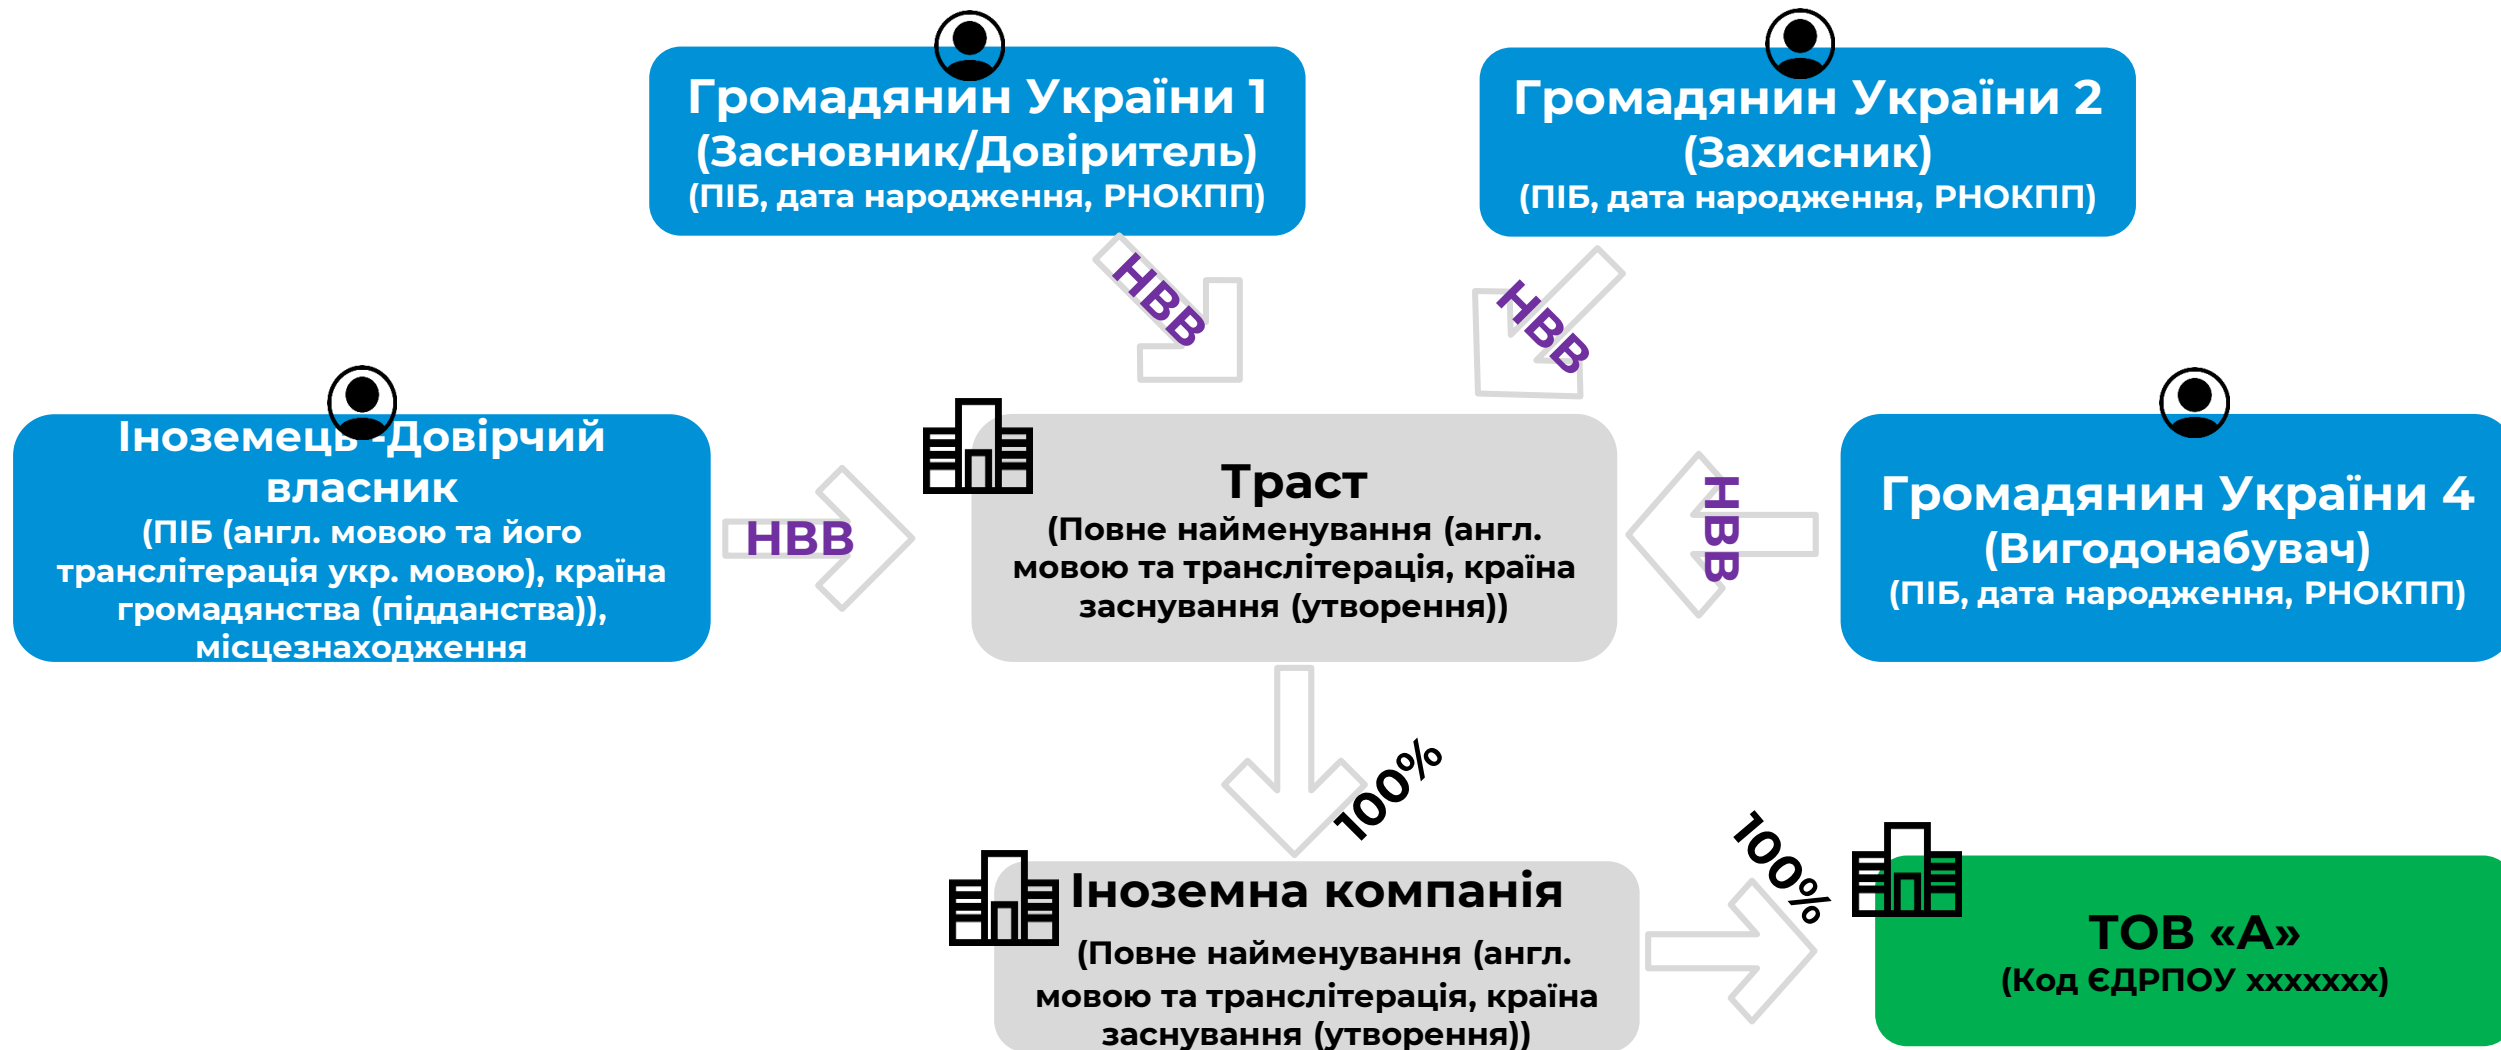 Громадянин України 1
(Засновник/Довіритель)
(ПІБ, дата народження, РНОКПП)
Громадянин України 2
(Захисник)
(ПІБ, дата народження, РНОКПП)
НВВ
НВВ
Іноземець -Довірчий
власник
(ПІБ (англ. мовою та його
транслітерація укр. мовою), країна
громадянства (підданства)),
місцезнаходження
НВВ
Траст
(Повне найменування (англ.
мовою та транслітерація, країна
заснування (утворення))
НВВ
Громадянин України 4
(Вигодонабувач)
(ПІБ, дата народження, РНОКПП)
100%
Іноземна компанія
(Повне найменування (англ.
мовою та транслітерація, країна
заснування (утворення))
100%
ТОВ «А»
(Код ЄДРПОУ ххххххх)